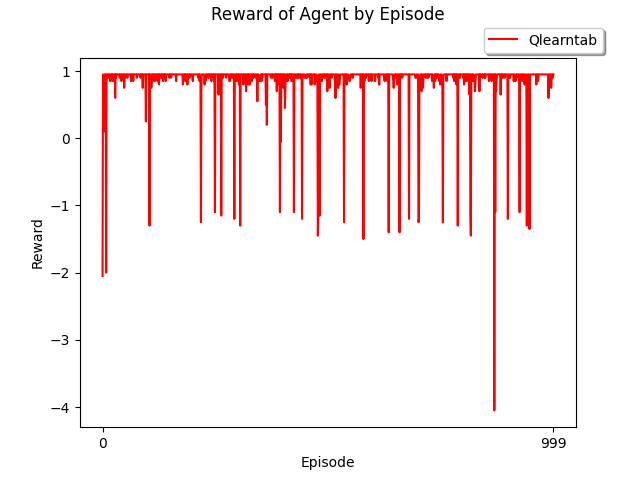 Reward of Agent by Episode
Qlearntab
1
0
−1
−2
−3
−4
Reward
0 999
Episode